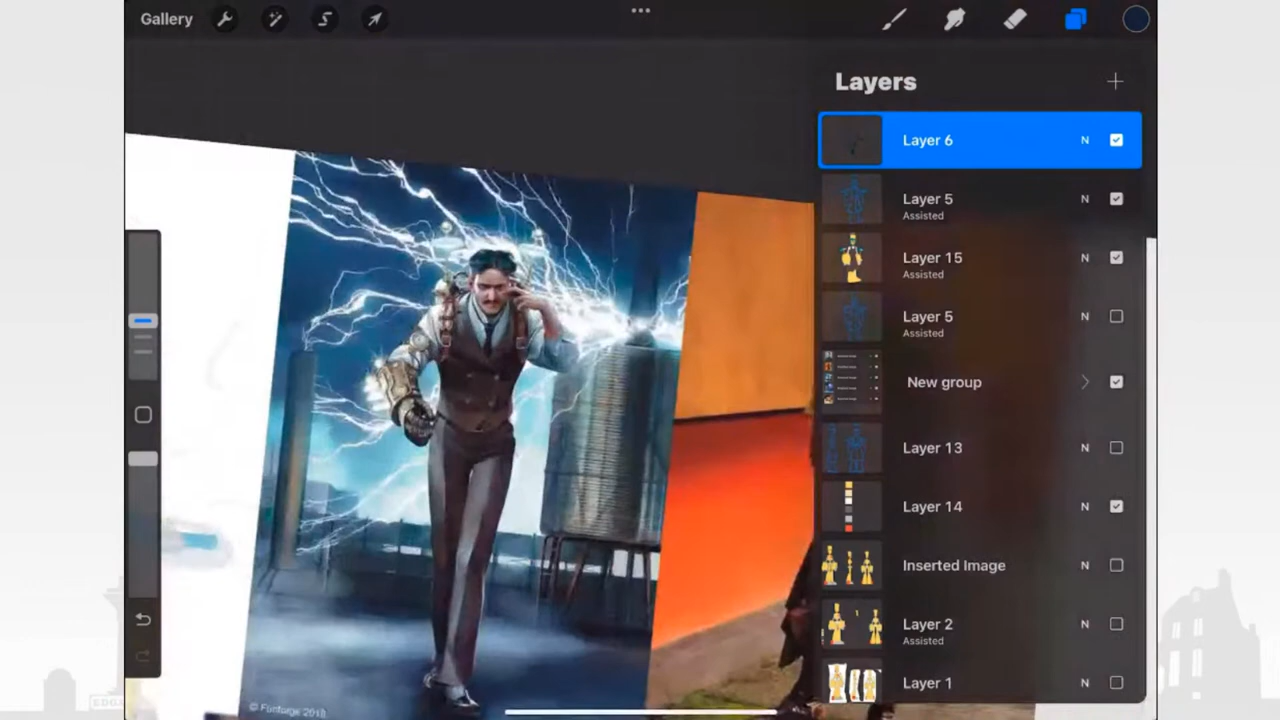 Gallery
Layers
Layer 6 N
Layer 5 N
Assisted
Layer 15 N
Assisted
Layer 5 N
Assisted
New group
Layer 13 N
Layer 14 N
Inserted Image N
Layer 2 N
Assisted
Layer 1 N
© Funforge 2018